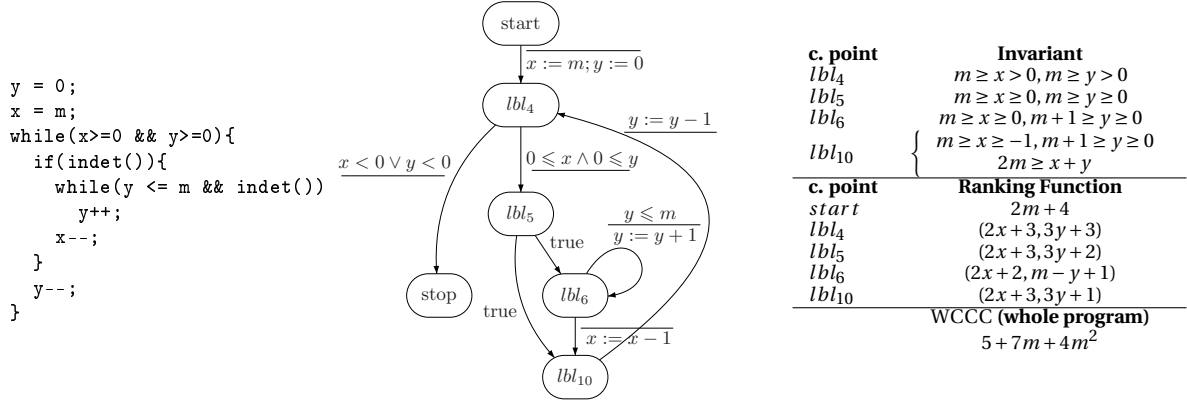 y = 0;
x = m;
while(x>=0 && y>=0){
if(indet()){
while(y <= m && indet())
y++;
x--;
}
y--;
}
start
x := m; y := 0
lbl4
y := y − 1
x < 0 ∨ y < 0
0 ⩽ x ∧ 0 ⩽ y
lbl5
y ⩽ m
y := y + 1
true
stop
lbl6
true
x := x − 1
lbl10
c. point Invariant
lbl4 m ≥ x > 0, m ≥ y > 0
lbl5 m ≥ x ≥ 0, m ≥ y ≥ 0
lbl6 m ≥ x ≥ 0, m + 1 ≥ y ≥ 0
lbl10 { m ≥ x ≥ −1, m + 1 ≥ y ≥ 0
2m ≥ x + y
c. point Ranking Function
start 2m + 4
lbl4 (2x + 3, 3y + 3)
lbl5 (2x + 3, 3y + 2)
lbl6 (2x + 2, m − y + 1)
lbl10 (2x + 3, 3y + 1)
WCCC (whole program)
5 + 7m + 4m²